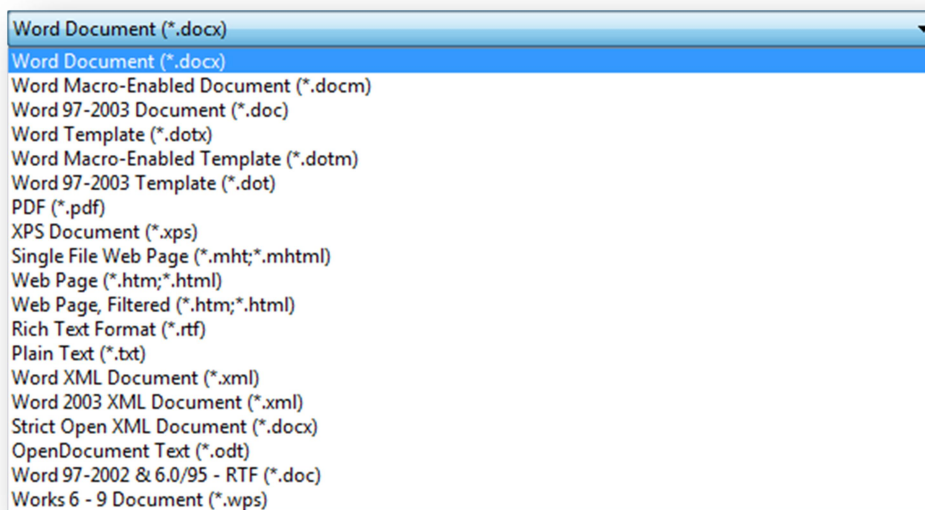 Word Document (*.docx)
Word Document (*.docx)
Word Macro-Enabled Document (*.docm)
Word 97-2003 Document (*.doc)
Word Template (*.dotx)
Word Macro-Enabled Template (*.dotm)
Word 97-2003 Template (*.dot)
PDF (*.pdf)
XPS Document (*.xps)
Single File Web Page (*.mht;*.mhtml)
Web Page (*.htm;*.html)
Web Page, Filtered (*.htm;*.html)
Rich Text Format (*.rtf)
Plain Text (*.txt)
Word XML Document (*.xml)
Word 2003 XML Document (*.xml)
Strict Open XML Document (*.docx)
OpenDocument Text (*.odt)
Word 97-2002 & 6.0/95 - RTF (*.doc)
Works 6 - 9 Document (*.wps)